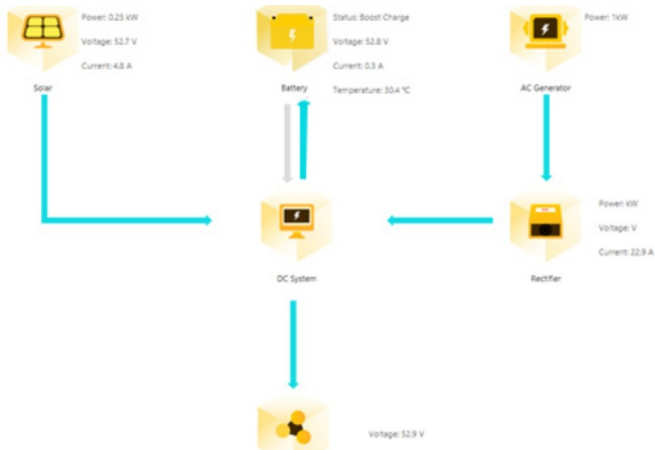 Power: 0.25 kW
Voltage: 52.7 V
Current: 4.8 A
Solar
Status: Boost Charge
Voltage: 52.8 V
Current: 0.3 A
Temperature: 30.4 ℃
Battery
Power: 1kW
AC Generator
DC System
Power: kW
Voltage: V
Current: 22.9 A
Rectifier
Voltage: 52.9 V